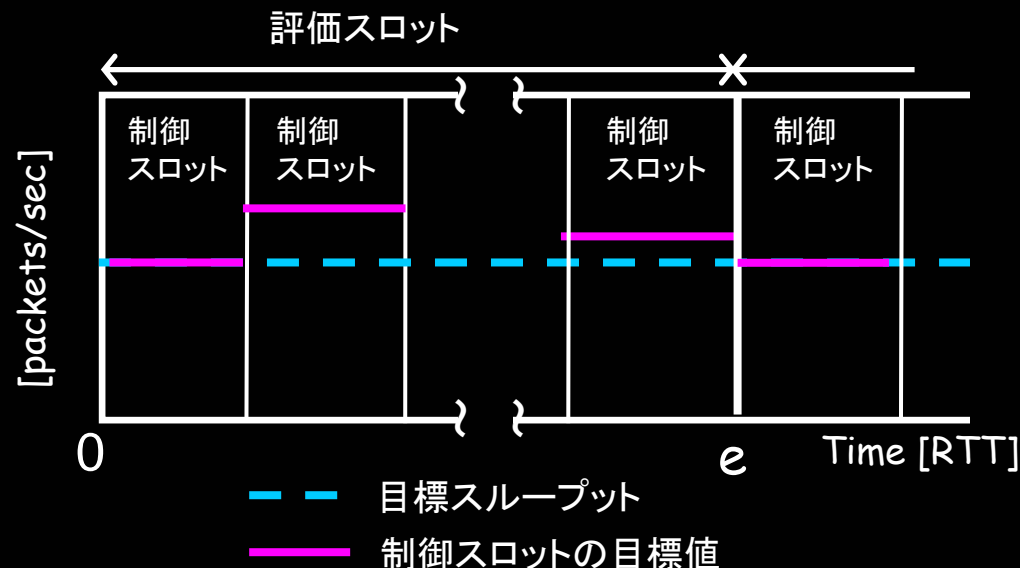 評価スロット
制御
スロット
制御
スロット
制御
スロット
制御
スロット
[packets/sec]
0
e
Time [RTT]
目標スループット
制御スロットの目標値